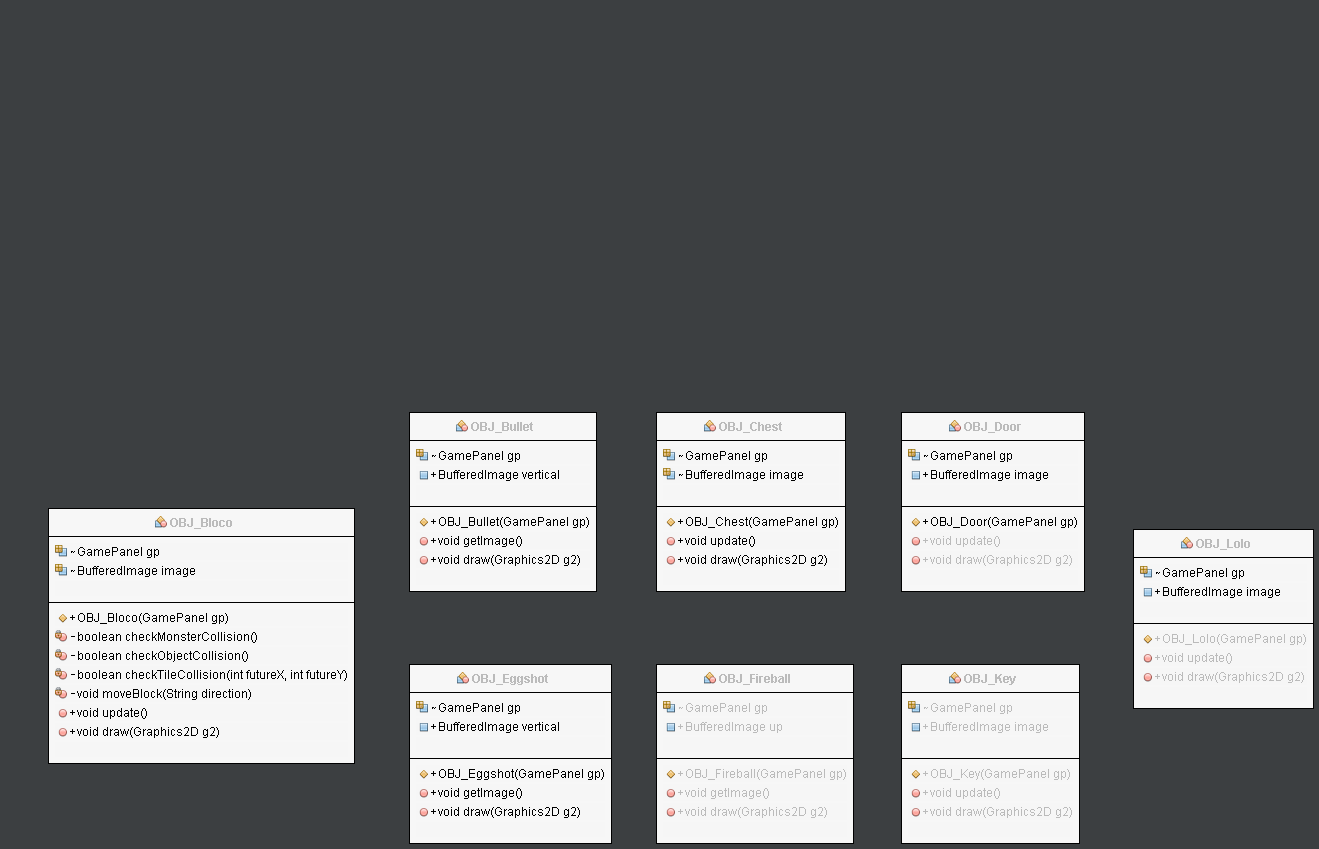 OBJ_Bloco
~GamePanel gp
~BufferedImage image
+OBJ_Bloco(GamePanel gp)
-boolean checkMonsterCollision()
-boolean checkObjectCollision()
-boolean checkTileCollision(int futureX, int futureY)
-void moveBlock(String direction)
+void update()
+void draw(Graphics2D g2)
OBJ_Bullet
~GamePanel gp
+BufferedImage vertical
+OBJ_Bullet(GamePanel gp)
+void getImage()
+void draw(Graphics2D g2)
OBJ_Chest
~GamePanel gp
~BufferedImage image
+OBJ_Chest(GamePanel gp)
+void update()
+void draw(Graphics2D g2)
OBJ_Door
~GamePanel gp
+BufferedImage image
+OBJ_Door(GamePanel gp)
+void update()
+void draw(Graphics2D g2)
OBJ_Lolo
~GamePanel gp
+BufferedImage image
+OBJ_Lolo(GamePanel gp)
+void update()
+void draw(Graphics2D g2)
OBJ_Eggshot
~GamePanel gp
+BufferedImage vertical
+OBJ_Eggshot(GamePanel gp)
+void getImage()
+void draw(Graphics2D g2)
OBJ_Fireball
~GamePanel gp
+BufferedImage up
+OBJ_Fireball(GamePanel gp)
+void getImage()
+void draw(Graphics2D g2)
OBJ_Key
~GamePanel gp
+BufferedImage image
+OBJ_Key(GamePanel gp)
+void update()
+void draw(Graphics2D g2)